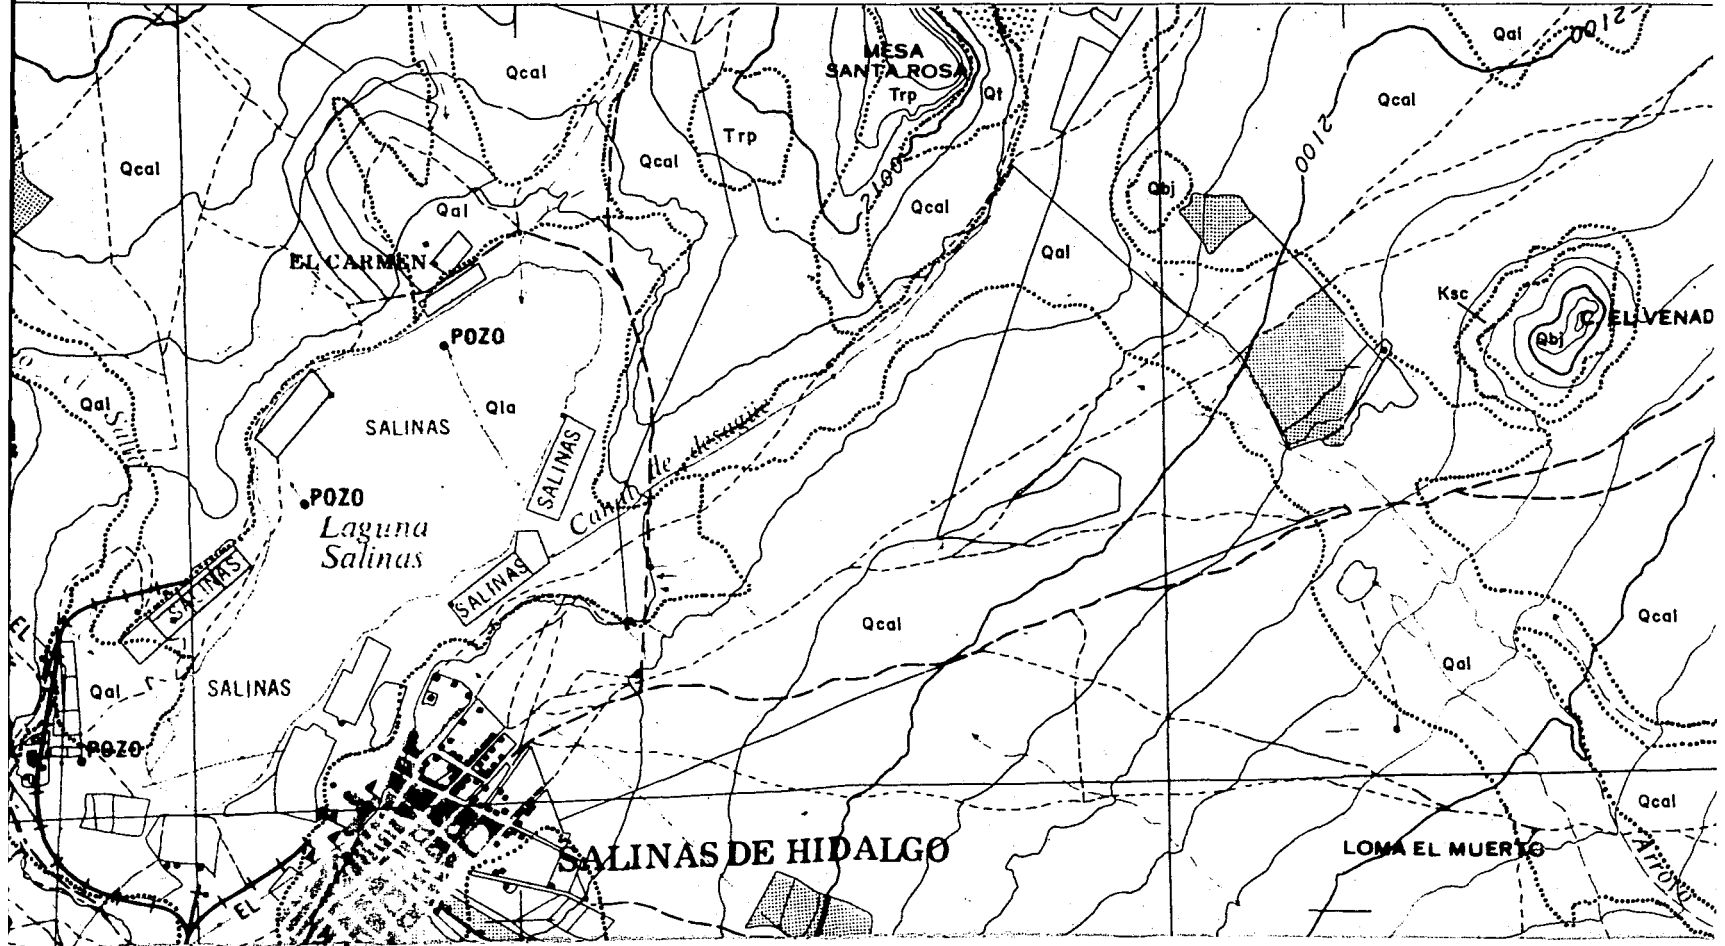 Qal
2100
MESA
SANTA ROSA
Qcal
Trp
Qt
Qcal
Trp
Qcal
Qcal
2100
2100
Qbj
Qal
Qcal
Qal
EL CARMEN
Ksc
C. EL VENAD
Qbj
POZO
Qal
Qla
SALINAS
SALINAS
Canal de desagüe
POZO
Laguna
Salinas
SALINAS
SALINAS
EL
Qcal
Qcal
Qal
Qal
SALINAS
POZO
Qcal
SALINAS DE HIDALGO
LOMA EL MUERTO
Arroyo
EL